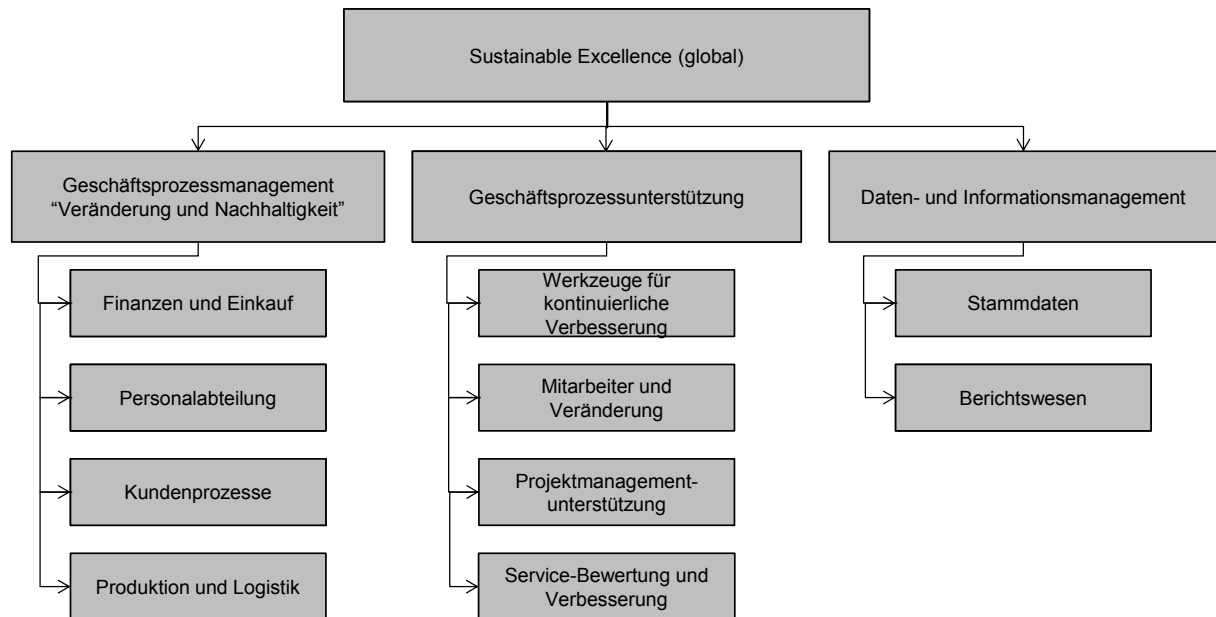 Sustainable Excellence (global)
Geschäftsprozessmanagement
“Veränderung und Nachhaltigkeit”
Finanzen und Einkauf
Personalabteilung
Kundenprozesse
Produktion und Logistik
Geschäftsprozessunterstützung
Werkzeuge für
kontinuierliche
Verbesserung
Mitarbeiter und
Veränderung
Projektmanagement-
unterstützung
Service-Bewertung und
Verbesserung
Daten- und Informationsmanagement
Stammdaten
Berichtswesen